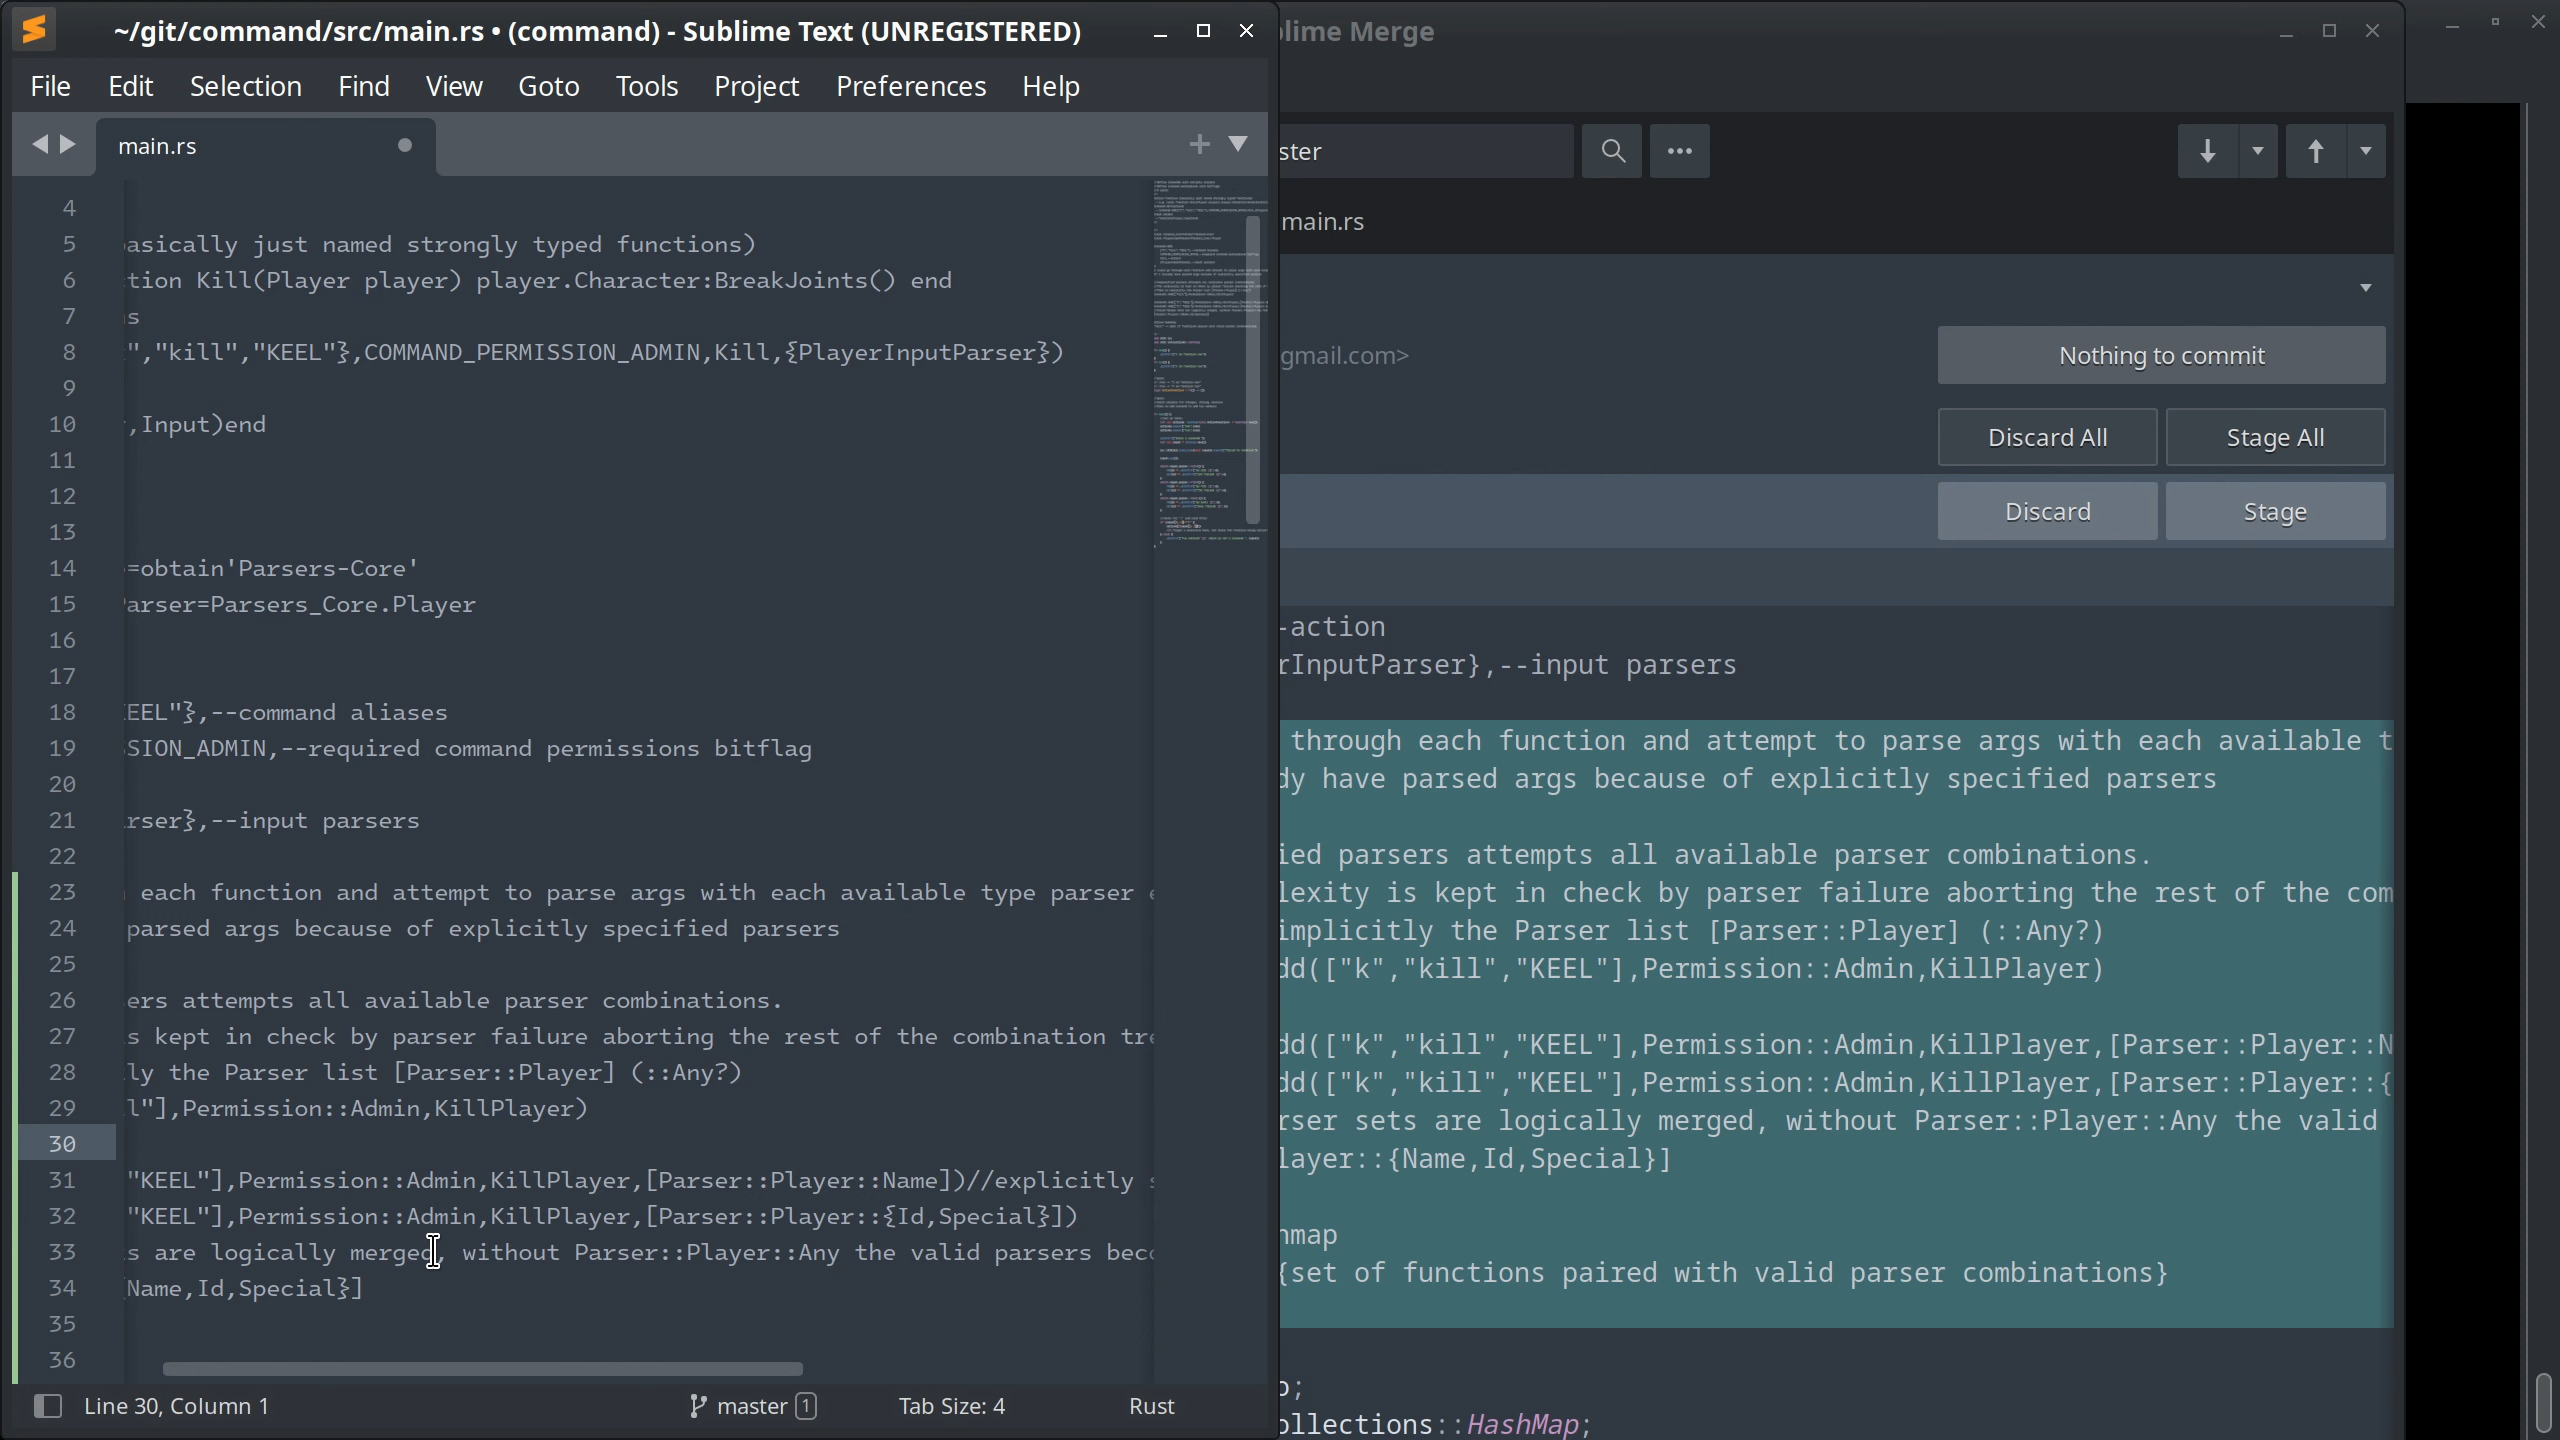 ~/git/command/src/main.rs • (command) - Sublime Text (UNREGISTERED)
File Edit Selection Find View Goto Tools Project Preferences Help
main.rs
4
5 asically just named strongly typed functions)
6 tion Kill(Player player) player.Character:BreakJoints() end
7 s
8 ","kill","KEEL"},COMMAND_PERMISSION_ADMIN,Kill,{PlayerInputParser})
9
10 ,Input)end
11
12
13
14 =obtain'Parsers-Core'
15 arser=Parsers_Core.Player
16
17
18 EEL"},--command aliases
19 SION_ADMIN,--required command permissions bitflag
20
21 rser},--input parsers
22
23 each function and attempt to parse args with each available type parser
24 parsed args because of explicitly specified parsers
25
26 ers attempts all available parser combinations.
27 s kept in check by parser failure aborting the rest of the combination tre
28 ly the Parser list [Parser::Player] (::Any?)
29 l"],Permission::Admin,KillPlayer)
30
31 "KEEL"],Permission::Admin,KillPlayer,[Parser::Player::Name])//explicitly s
32 "KEEL"],Permission::Admin,KillPlayer,[Parser::Player::{Id,Special}])
33 s are logically merged, without Parser::Player::Any the valid parsers beco
34 Name,Id,Special}]
35
36
Line 30, Column 1 master 1 Tab Size: 4 Rust
lime Merge
ster
main.rs
gmail.com>
Nothing to commit
Discard All Stage All
Discard Stage
-action
rInputParser},--input parsers
through each function and attempt to parse args with each available t
dy have parsed args because of explicitly specified parsers
ied parsers attempts all available parser combinations.
lexity is kept in check by parser failure aborting the rest of the com
implicitly the Parser list [Parser::Player] (::Any?)
dd(["k","kill","KEEL"],Permission::Admin,KillPlayer)
dd(["k","kill","KEEL"],Permission::Admin,KillPlayer,[Parser::Player::N
dd(["k","kill","KEEL"],Permission::Admin,KillPlayer,[Parser::Player::{
rser sets are logically merged, without Parser::Player::Any the valid
layer::{Name,Id,Special}]
hmap
{set of functions paired with valid parser combinations}
o;
ollections::HashMap;